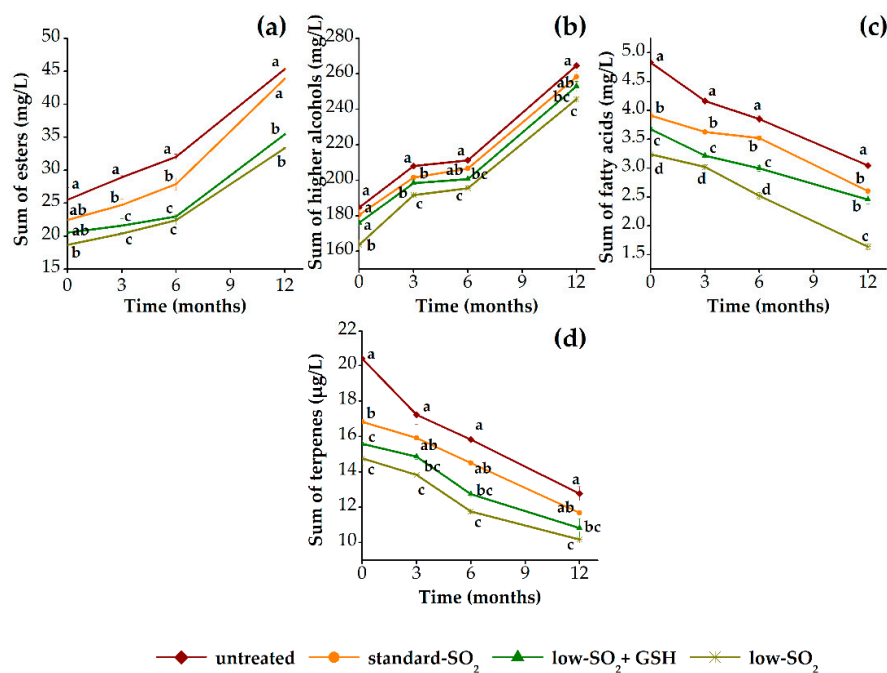 (a)
Sum of esters (mg/L)
50
45
40
35
30
25
20
15
a
a
a
a
ab
b
b
a
ab
c
c
b
b
c
c
b
0
3
6
9
12
Time (months)
(b)
Sum of higher alcohols (mg/L)
280
260
240
220
200
180
160
a
a
a
a
a
b
ab
ab
a
b
bc
bc
b
c
c
c
0
3
6
9
12
Time (months)
(c)
Sum of fatty acids (mg/L)
5.0
4.5
4.0
3.5
3.0
2.5
2.0
1.5
a
a
a
a
b
b
b
b
c
c
c
b
d
d
d
c
0
3
6
9
12
Time (months)
(d)
Sum of terpenes (µg/L)
22
20
18
16
14
12
10
a
a
a
a
b
ab
ab
ab
c
bc
bc
bc
c
c
c
c
0
3
6
9
12
Time (months)
untreated
standard-SO₂
low-SO₂+ GSH
low-SO₂